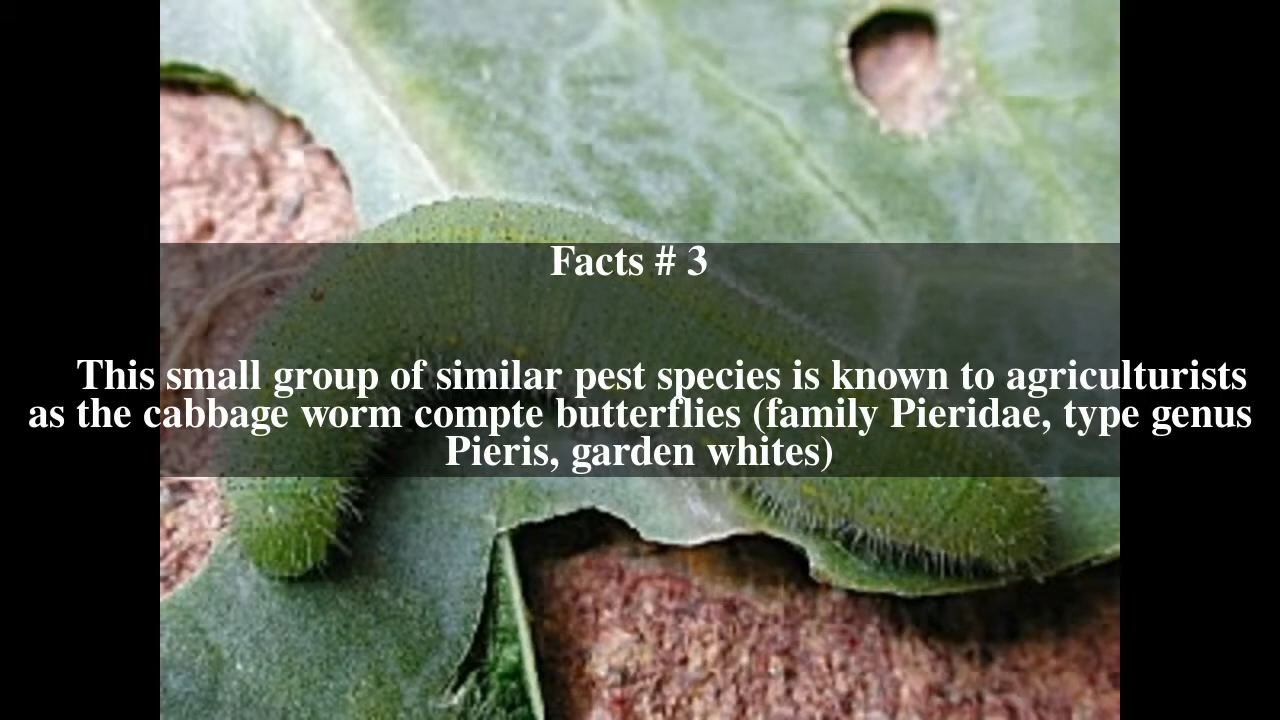 Facts # 3
This small group of similar pest species is known to agriculturists
as the cabbage worm compte butterflies (family Pieridae, type genus
Pieris, garden whites)